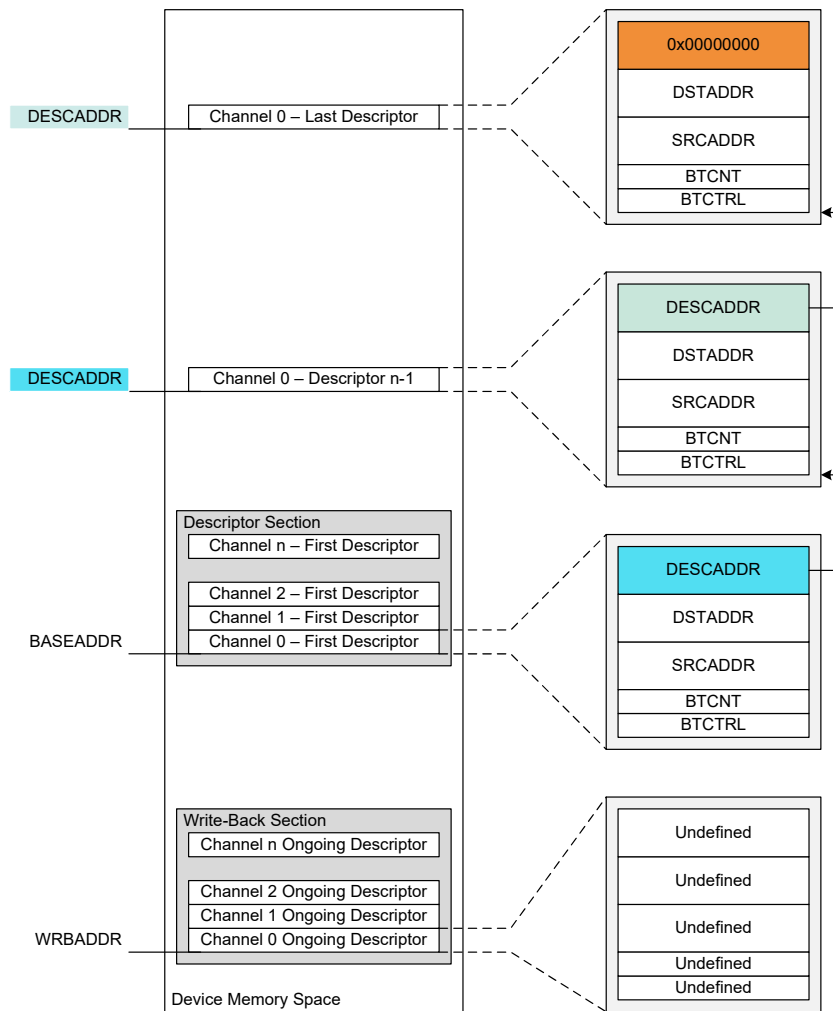 0x00000000
DSTADDR
SRCADDR
BTCNT
BTCTRL
DESCADDR
Channel 0 – Last Descriptor
DESCADDR
DSTADDR
SRCADDR
BTCNT
BTCTRL
DESCADDR
Channel 0 – Descriptor n-1
Descriptor Section
Channel n – First Descriptor
Channel 2 – First Descriptor
Channel 1 – First Descriptor
Channel 0 – First Descriptor
BASEADDR
DESCADDR
DSTADDR
SRCADDR
BTCNT
BTCTRL
Write-Back Section
Channel n Ongoing Descriptor
Channel 2 Ongoing Descriptor
Channel 1 Ongoing Descriptor
Channel 0 Ongoing Descriptor
WRBADDR
Undefined
Undefined
Undefined
Undefined
Undefined
Device Memory Space